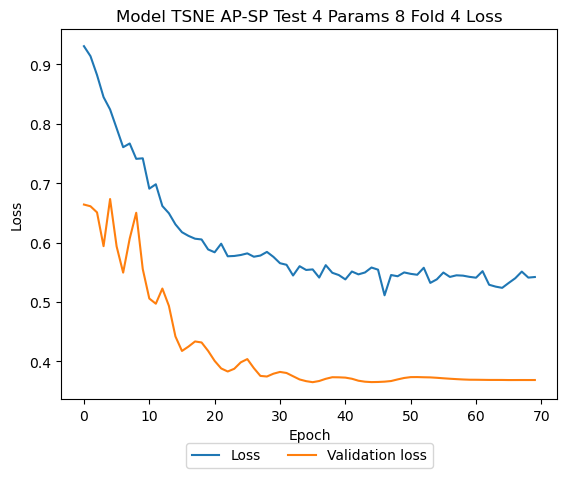 Model TSNE AP-SP Test 4 Params 8 Fold 4 Loss
0.9
0.8
0.7
0.6
0.5
0.4
Loss
0 10 20 30 40 50 60 70
Epoch
Loss Validation loss